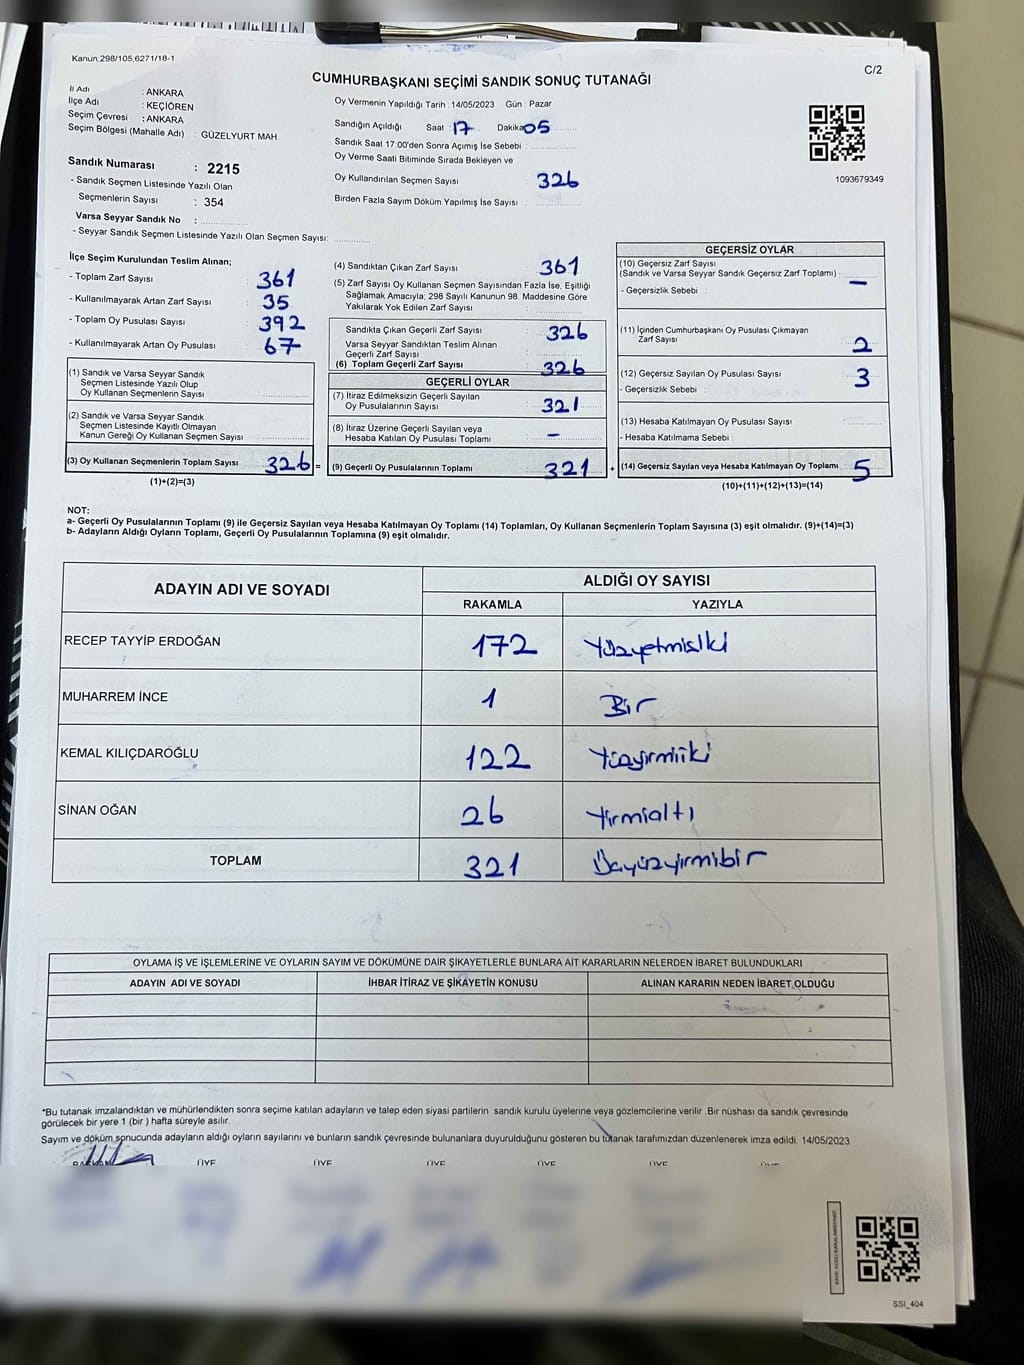 Kanun,298/105,6271/18-1
C/2
CUMHURBAŞKANI SEÇİMİ SANDIK SONUÇ TUTANAĞI
İl Adı : ANKARA
İlçe Adı : KEÇİÖREN
Seçim Çevresi : ANKARA
Seçim Bölgesi (Mahalle Adı) : GÜZELYURT MAH
Sandık Numarası : 2215
- Sandık Seçmen Listesinde Yazılı Olan
Seçmenlerin Sayısı : 354
Varsa Seyyar Sandık No :
- Seyyar Sandık Seçmen Listesinde Yazılı Olan Seçmen Sayısı:
Oy Vermenin Yapıldığı Tarih : 14/05/2023 Gün : Pazar
Sandığın Açıldığı Saat : 17 Dakika 05
Sandık Saat 17:00'den Sonra Açımış İse Sebebi :
Oy Verme Saati Bitiminde Sırada Bekleyen ve
Oy Kullandırılan Seçmen Sayısı : 326
Birden Fazla Sayım Döküm Yapılmış İse Sayısı :
1093679349
İlçe Seçim Kurulundan Teslim Alınan;
- Toplam Zarf Sayısı : 361
- Kullanılmayarak Artan Zarf Sayısı : 35
- Toplam Oy Pusulası Sayısı : 392
- Kullanılmayarak Artan Oy Pusulası : 67
(1) Sandık ve Varsa Seyyar Sandık
Seçmen Listesinde Yazılı Olup
Oy Kullanan Seçmenlerin Sayısı :
(2) Sandık ve Varsa Seyyar Sandık
Seçmen Listesinde Kayıtlı Olmayan
Kanun Gereği Oy Kullanan Seçmen Sayısı :
(3) Oy Kullanan Seçmenlerin Toplam Sayısı : 326 =
(1)+(2)=(3)
(4) Sandıktan Çıkan Zarf Sayısı : 361
(5) Zarf Sayısı Oy Kullanan Seçmen Sayısından Fazla İse, Eşitliği
Sağlamak Amacıyla, 298 Sayılı Kanunun 98. Maddesine Göre
Yakılarak Yok Edilen Zarf Sayısı :
Sandıkta Çıkan Geçerli Zarf Sayısı : 326
Varsa Seyyar Sandıktan Teslim Alınan
Geçerli Zarf Sayısı :
(6) Toplam Geçerli Zarf Sayısı : 326
GEÇERLİ OYLAR
(7) İtiraz Edilmeksizin Geçerli Sayılan
Oy Pusulalarının Sayısı : 321
(8) İtiraz Üzerine Geçerli Sayılan veya
Hesaba Katılan Oy Pusulası Toplamı : –
(9) Geçerli Oy Pusulalarının Toplamı : 321 +
GEÇERSİZ OYLAR
(10) Geçersiz Zarf Sayısı
(Sandık ve Varsa Seyyar Sandık Geçersiz Zarf Toplamı) : –
- Geçersizlik Sebebi :
(11) İçinden Cumhurbaşkanı Oy Pusulası Çıkmayan
Zarf Sayısı : 2
(12) Geçersiz Sayılan Oy Pusulası Sayısı : 3
- Geçersizlik Sebebi :
(13) Hesaba Katılmayan Oy Pusulası Sayısı :
- Hesaba Katılmama Sebebi :
(14) Geçersiz Sayılan veya Hesaba Katılmayan Oy Toplamı : 5
(10)+(11)+(12)+(13)=(14)
NOT:
a- Geçerli Oy Pusulalarının Toplamı (9) ile Geçersiz Sayılan veya Hesaba Katılmayan Oy Toplamı (14) Toplamları, Oy Kullanan Seçmenlerin Toplam Sayısına (3) eşit olmalıdır. (9)+(14)=(3)
b- Adayların Aldığı Oyların Toplamı, Geçerli Oy Pusulalarının Toplamına (9) eşit olmalıdır.
ADAYIN ADI VE SOYADI
ALDIĞI OY SAYISI
RAKAMLA YAZIYLA
RECEP TAYYİP ERDOĞAN 172 Yüzyetmişiki
MUHARREM İNCE 1 Bir
KEMAL KILIÇDAROĞLU 122 Yüzyirmiiki
SİNAN OĞAN 26 Yirmialtı
TOPLAM 321 Üçyüzyirmibir
OYLAMA İŞ VE İŞLEMLERİNE VE OYLARIN SAYIM VE DÖKÜMÜNE DAİR ŞİKAYETLERLE BUNLARA AİT KARARLARIN NELERDEN İBARET BULUNDUKLARI
ADAYIN ADI VE SOYADI İHBAR İTİRAZ VE ŞİKAYETİN KONUSU ALINAN KARARIN NEDEN İBARET OLDUĞU
*Bu tutanak imzalandıktan ve mühürlendikten sonra seçime katılan adayların ve talep eden siyasi partilerin sandık kurulu üyelerine veya gözlemcilerine verilir .Bir nüshası da sandık çevresinde
görülecek bir yere 1 (bir ) hafta süreyle asılır.
Sayım ve döküm sonucunda adayların aldığı oyların sayılarını ve bunların sandık çevresinde bulunanlara duyurulduğunu gösteren bu tutanak tarafımızdan düzenlenerek imza edildi. 14/05/2023
BAŞKAN ÜYE ÜYE ÜYE ÜYE ÜYE ÜYE
SSI_404